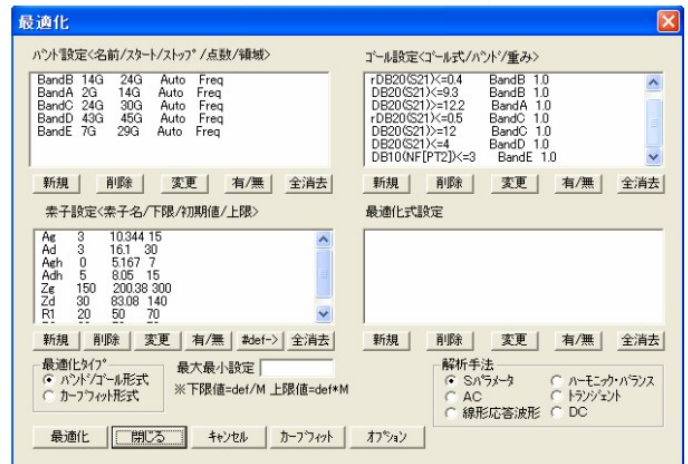 最適化
バンド設定<名前/スタート/ストップ/点数/領域>
BandB 14G 24G Auto Freq
BandA 2G 14G Auto Freq
BandC 24G 30G Auto Freq
BandD 43G 45G Auto Freq
BandE 7G 29G Auto Freq
新規 削除 変更 有/無 全消去
ゴール設定<ゴール式/バンド/重み>
rDB20(S21)<=0.4 BandB 1.0
DB20(S21)<=9.3 BandB 1.0
DB20(S21)>=12.2 BandA 1.0
rDB20(S21)<=0.5 BandC 1.0
DB20(S21)>=12 BandC 1.0
DB20(S21)<=4 BandD 1.0
DB10(NF[PT2])<=3 BandE 1.0
新規 削除 変更 有/無 全消去
素子設定<素子名/下限/初期値/上限>
Ag 3 10.344 15
Ad 3 16.1 30
Agh 0 5.167 7
Adh 5 8.05 15
Zg 150 200.38 300
Zd 30 83.08 140
R1 20 50 70
新規 削除 変更 有/無 #def-> 全消去
最適化式設定
新規 削除 変更 有/無 全消去
最適化タイプ
バンド/ゴール形式
カーブフィット形式
最大最小設定
※下限値=def/M 上限値=def*M
解析手法
Sパラメータ
AC
線形応答波形
ハーモニック・バランス
トランジェント
DC
最適化 閉じる キャンセル カーブフィット オプション